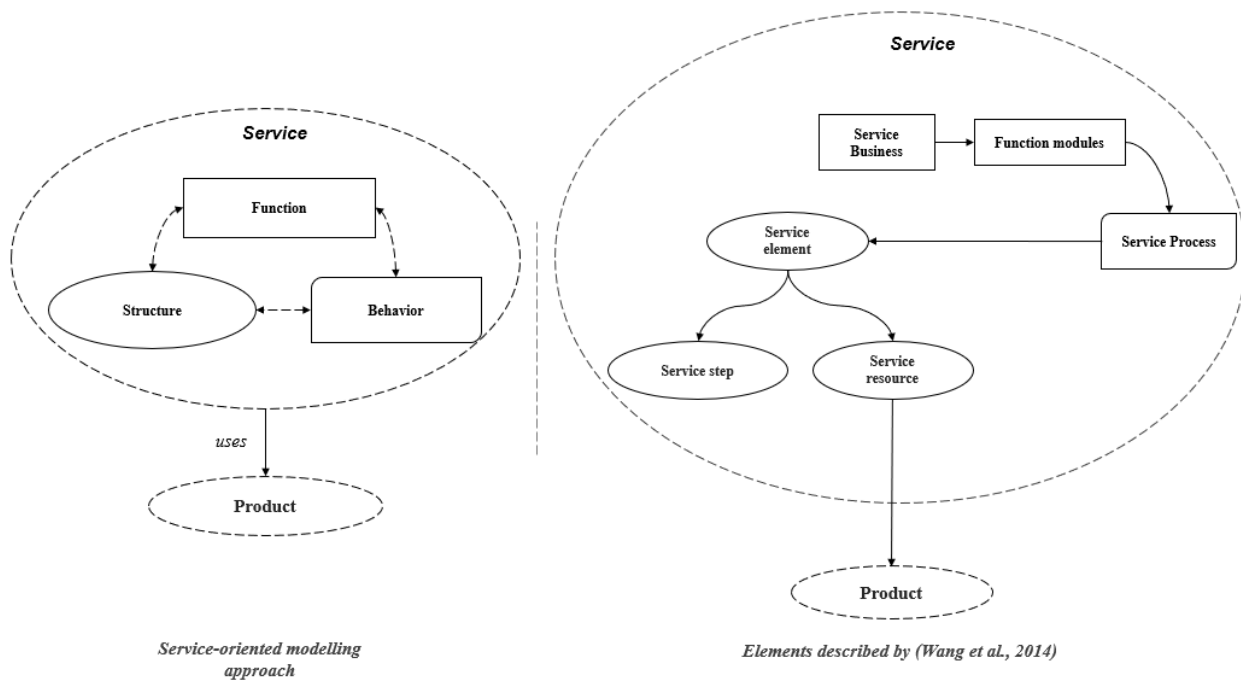 Service
Function
Structure
Behavior
uses
Product
Service-oriented modelling
approach
Service
Service
Business
Function modules
Service Process
Service
element
Service step
Service
resource
Product
Elements described by (Wang et al., 2014)